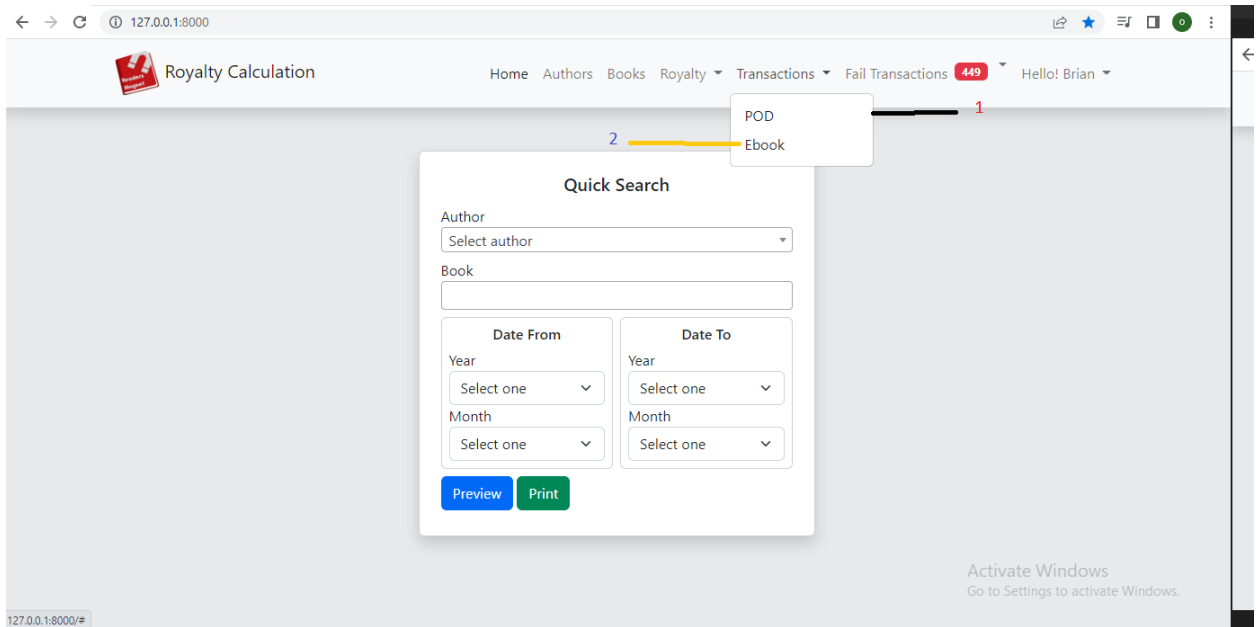 127.0.0.1:8000
o
Royalty Calculation
Home Authors Books Royalty Transactions Fail Transactions 449 Hello! Brian
POD
1
2
Ebook
Quick Search
Author
Select author
Book
Date From Date To
Year Year
Select one Select one
Month Month
Select one Select one
Preview Print
Activate Windows
Go to Settings to activate Windows.
127.0.0.1:8000/#